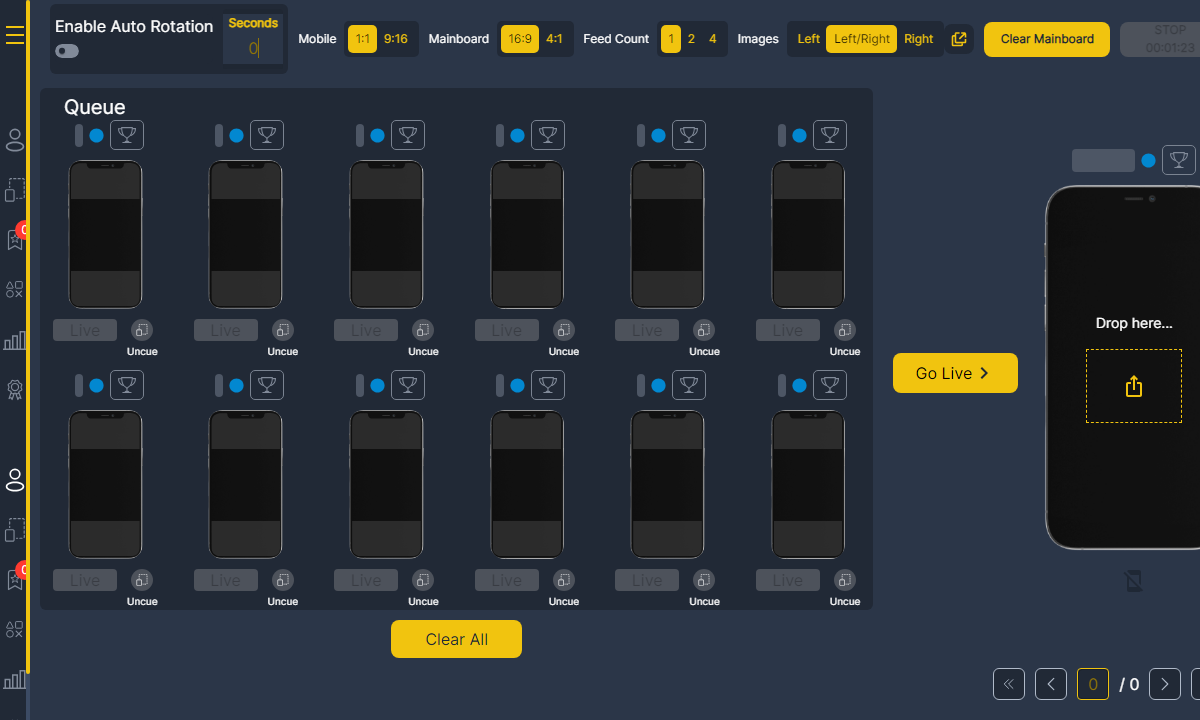 Enable Auto Rotation
Seconds
0
Mobile 1:1 9:16 Mainboard 16:9 4:1 Feed Count 1 2 4 Images Left Left/Right Right Clear Mainboard
STOP
00:01:23
Queue
Live Live Live Live Live Live
Uncue Uncue Uncue Uncue Uncue Uncue
Drop here...
Go Live
Live Live Live Live Live Live
Uncue Uncue Uncue Uncue Uncue Uncue
Clear All
0 / 0